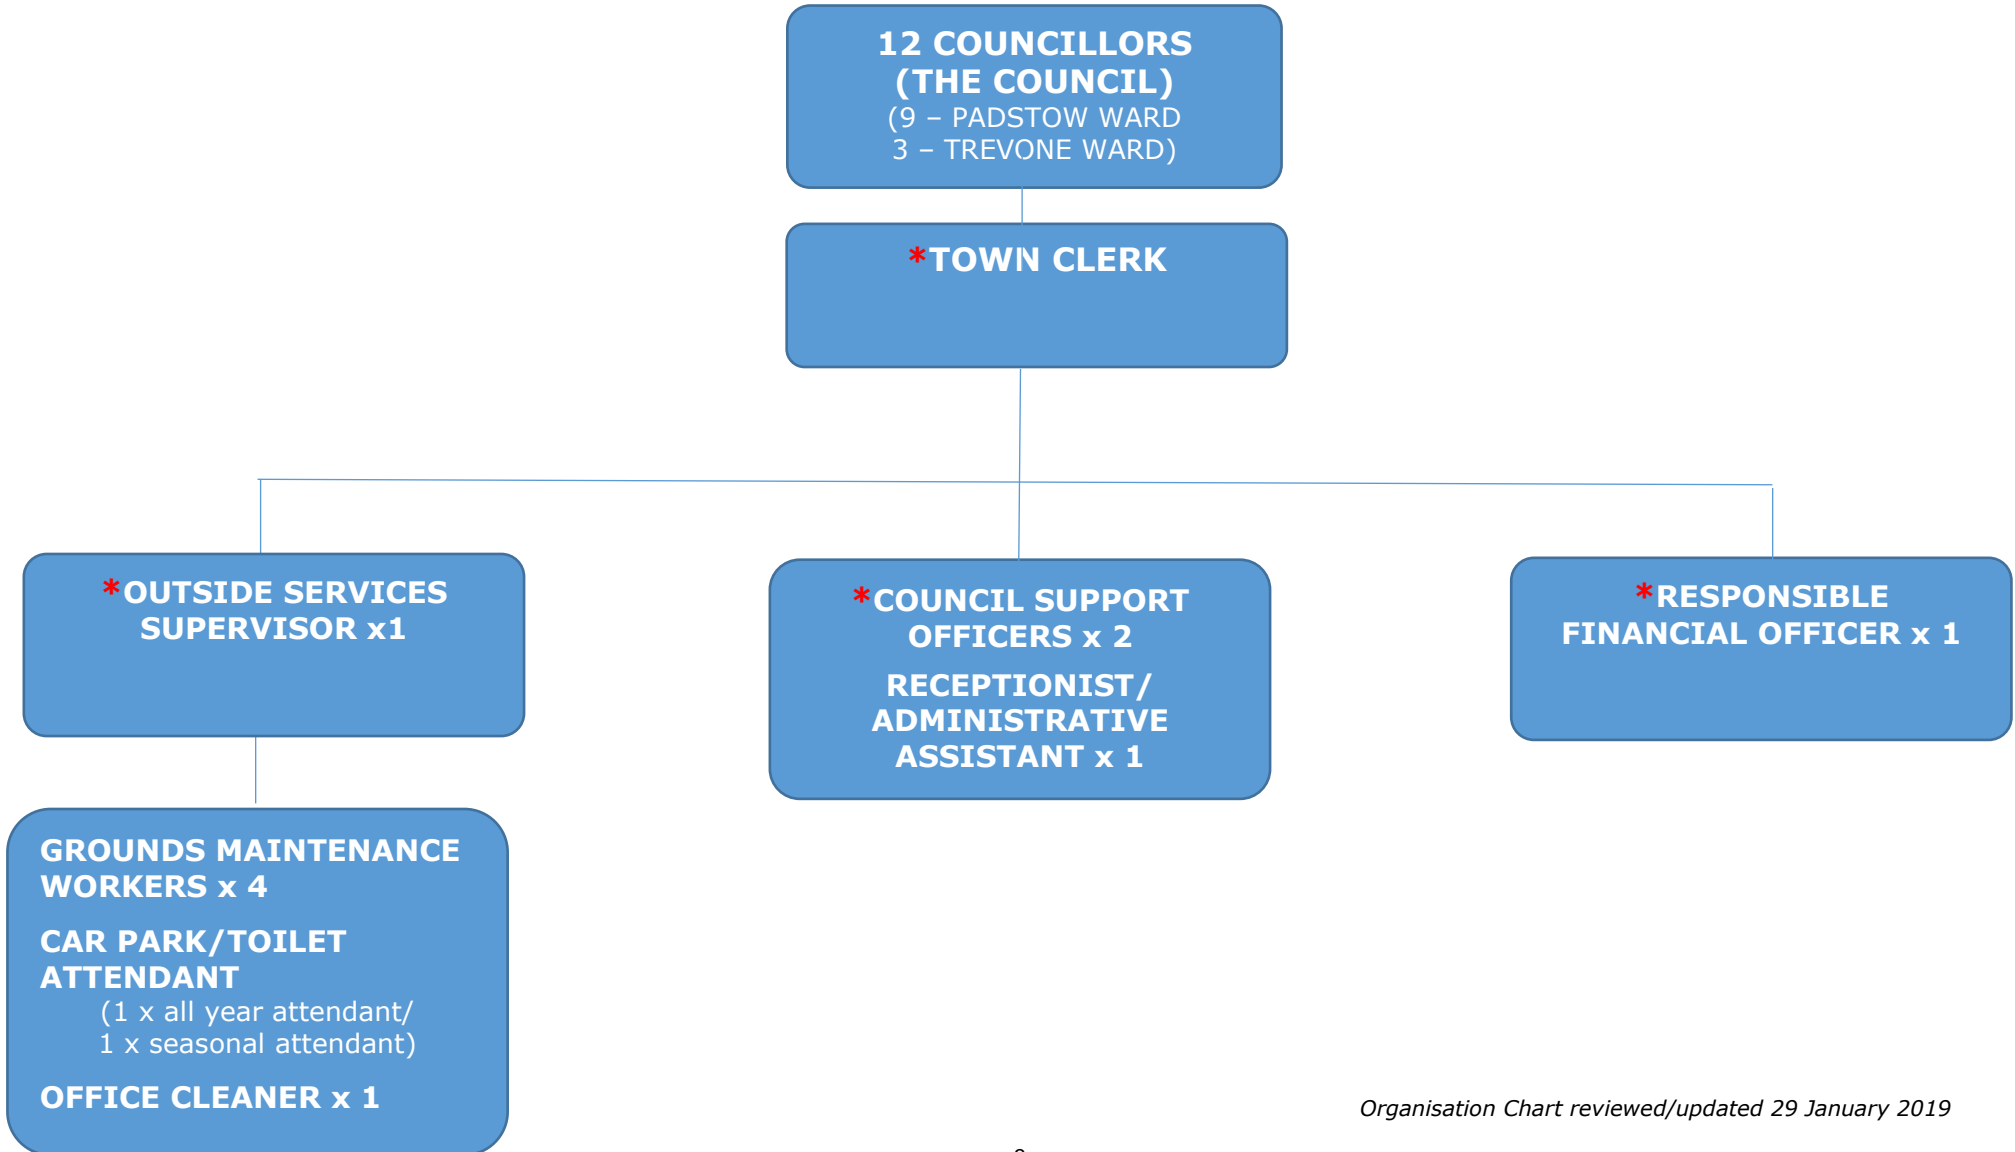 12 COUNCILLORS
(THE COUNCIL)
(9 – PADSTOW WARD
3 – TREVONE WARD)
*TOWN CLERK
*OUTSIDE SERVICES
SUPERVISOR x1
*COUNCIL SUPPORT
OFFICERS x 2
RECEPTIONIST/
ADMINISTRATIVE
ASSISTANT x 1
*RESPONSIBLE
FINANCIAL OFFICER x 1
GROUNDS MAINTENANCE
WORKERS x 4
CAR PARK/TOILET
ATTENDANT
(1 x all year attendant/
1 x seasonal attendant)
OFFICE CLEANER x 1
Organisation Chart reviewed/updated 29 January 2019